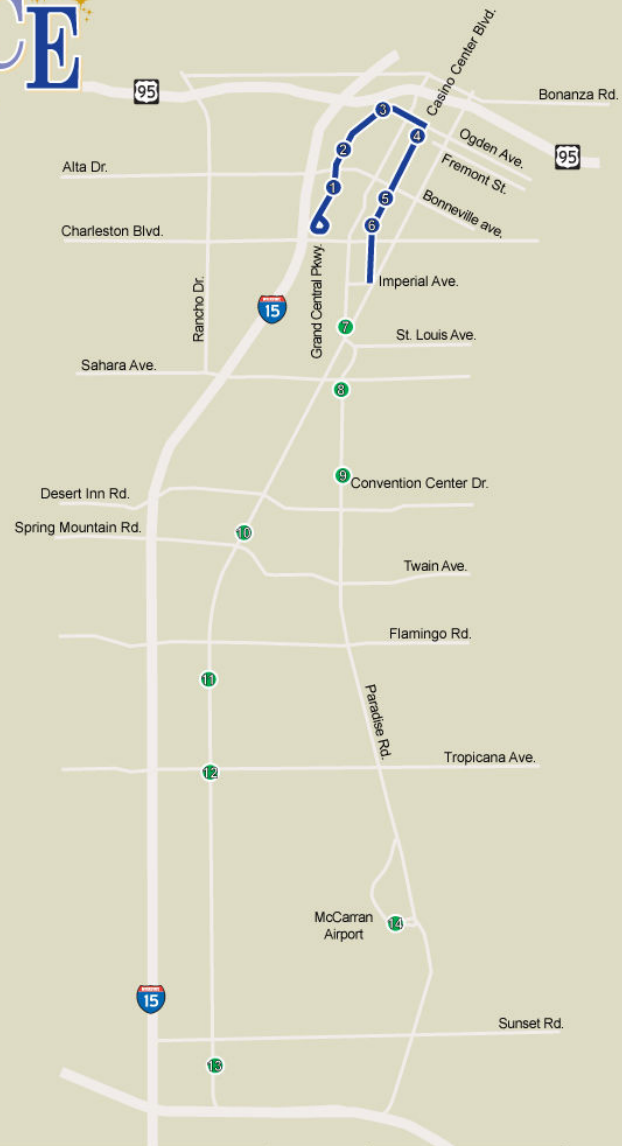 CE
Casino Center Blvd.
95
Bonanza Rd.
3
4
Ogden Ave.
95
2
Fremont St.
Alta Dr.
1
5
Bonneville ave.
6
Charleston Blvd.
Grand Central Pkwy.
Imperial Ave.
Rancho Dr.
15
7
St. Louis Ave.
Sahara Ave.
8
9
Convention Center Dr.
Desert Inn Rd.
Spring Mountain Rd.
10
Twain Ave.
Flamingo Rd.
11
Paradise Rd.
Tropicana Ave.
12
McCarran
Airport
14
15
Sunset Rd.
13